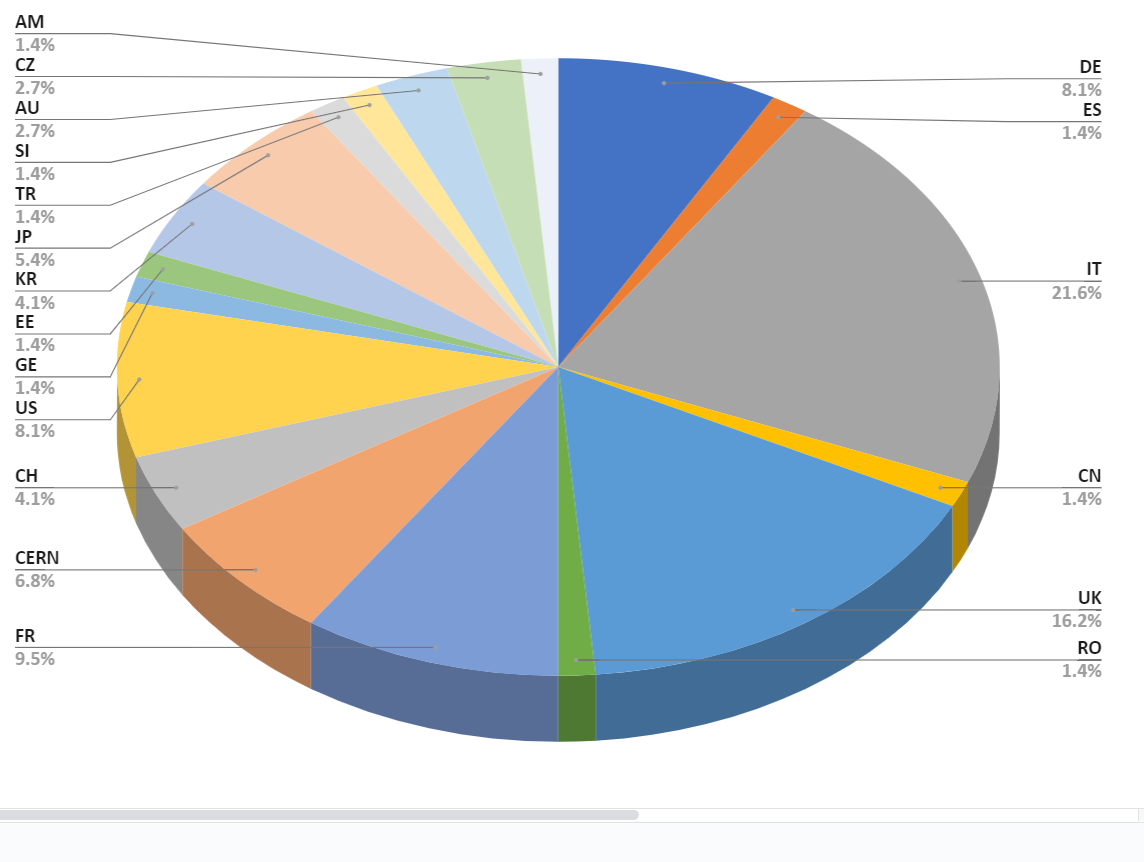 AM
1.4%
CZ
2.7%
AU
2.7%
SI
1.4%
TR
1.4%
JP
5.4%
KR
4.1%
EE
1.4%
GE
1.4%
US
8.1%
CH
4.1%
CERN
6.8%
FR
9.5%
DE
8.1%
ES
1.4%
IT
21.6%
CN
1.4%
UK
16.2%
RO
1.4%